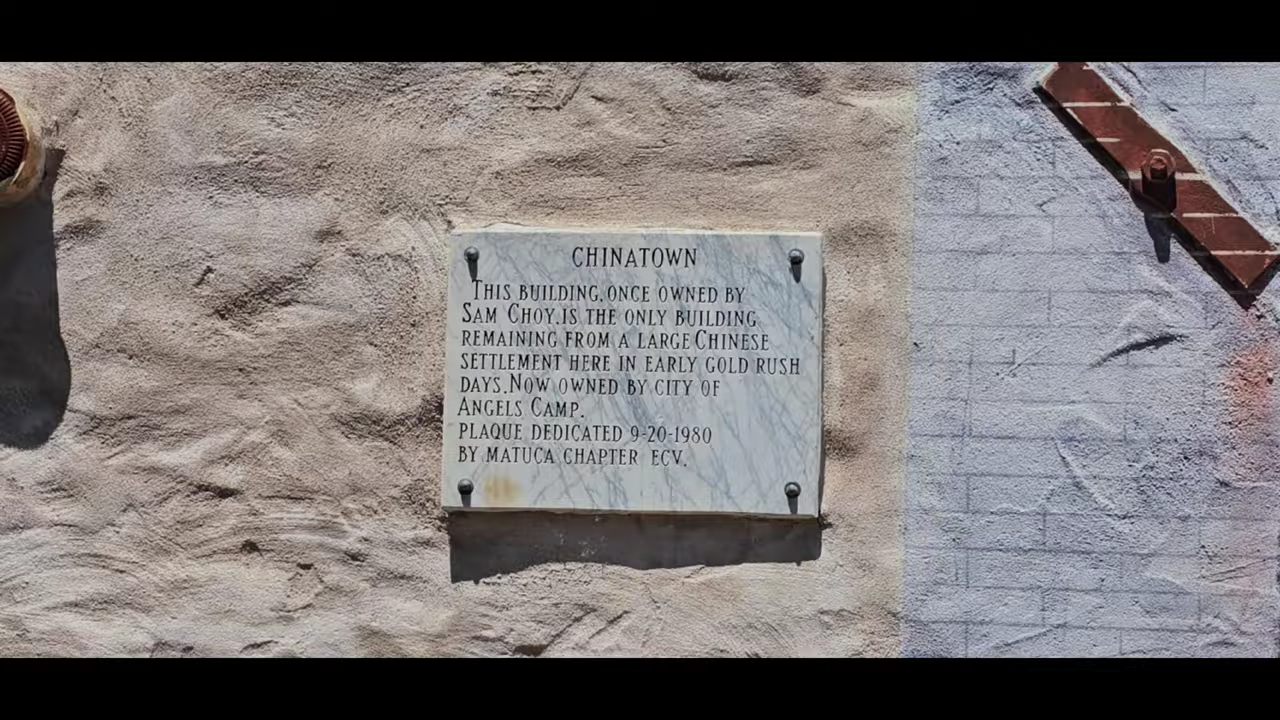 CHINATOWN
THIS BUILDING, ONCE OWNED BY
SAM CHOY, IS THE ONLY BUILDING
REMAINING FROM A LARGE CHINESE
SETTLEMENT HERE IN EARLY GOLD RUSH
DAYS. NOW OWNED BY CITY OF
ANGELS CAMP.
PLAQUE DEDICATED 9-20-1980
BY MATUCA CHAPTER ECV.